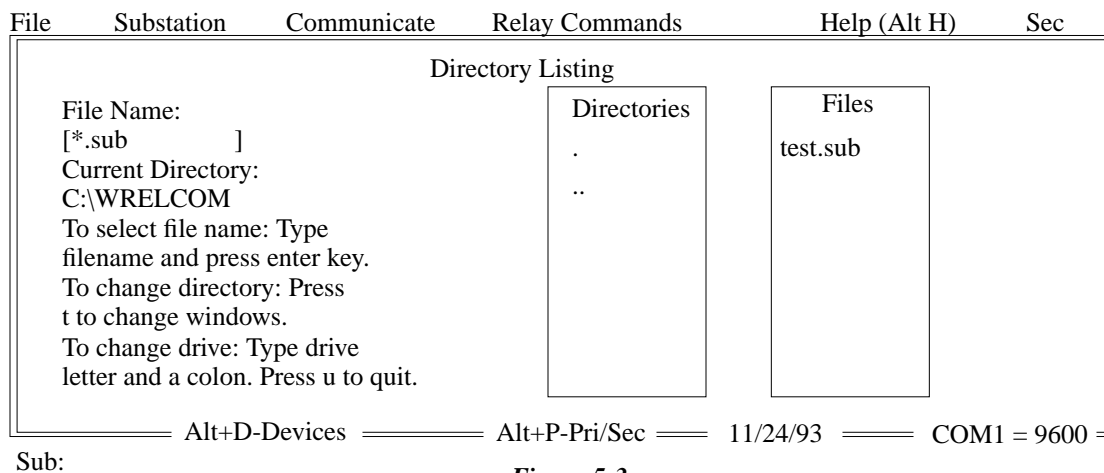 File Substation Communicate Relay Commands Help (Alt H) Sec
Directory Listing
File Name:
[*.sub ]
Current Directory:
C:\WRELCOM
To select file name: Type
filename and press enter key.
To change directory: Press
t to change windows.
To change drive: Type drive
letter and a colon. Press u to quit.
Directories
.
..
Files
test.sub
Alt+D-Devices Alt+P-Pri/Sec 11/24/93 COM1 = 9600
Sub: